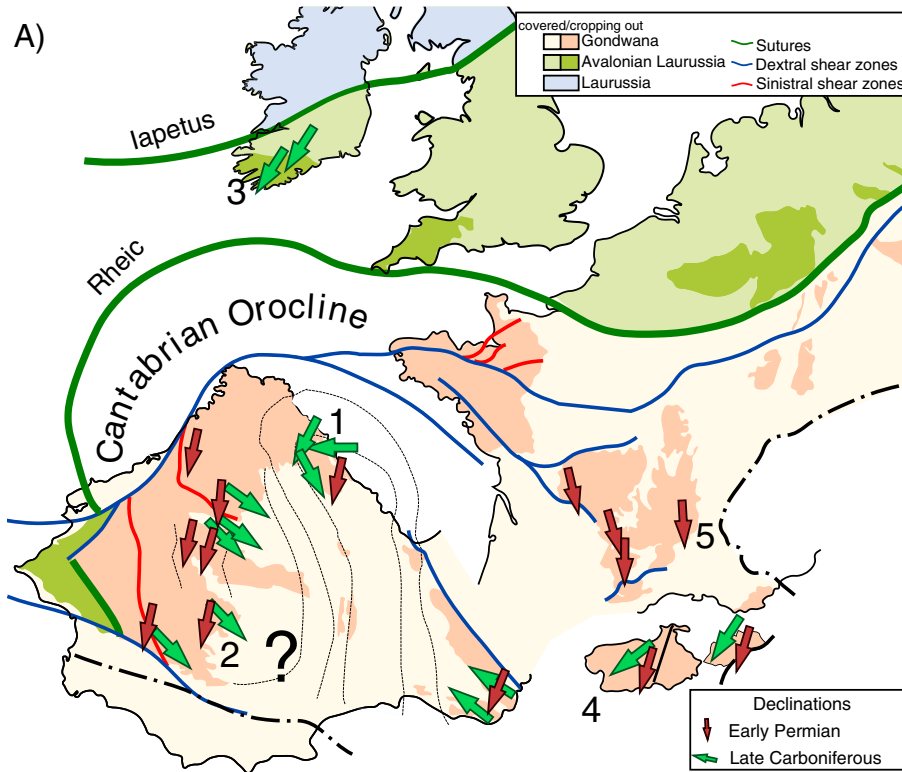 A)
covered/cropping out
Gondwana
Avalonian Laurussia
Laurussia
Sutures
Dextral shear zones
Sinistral shear zones
Iapetus
3
Rheic
Cantabrian Orocline
1
5
2
?
4
Declinations
Early Permian
Late Carboniferous